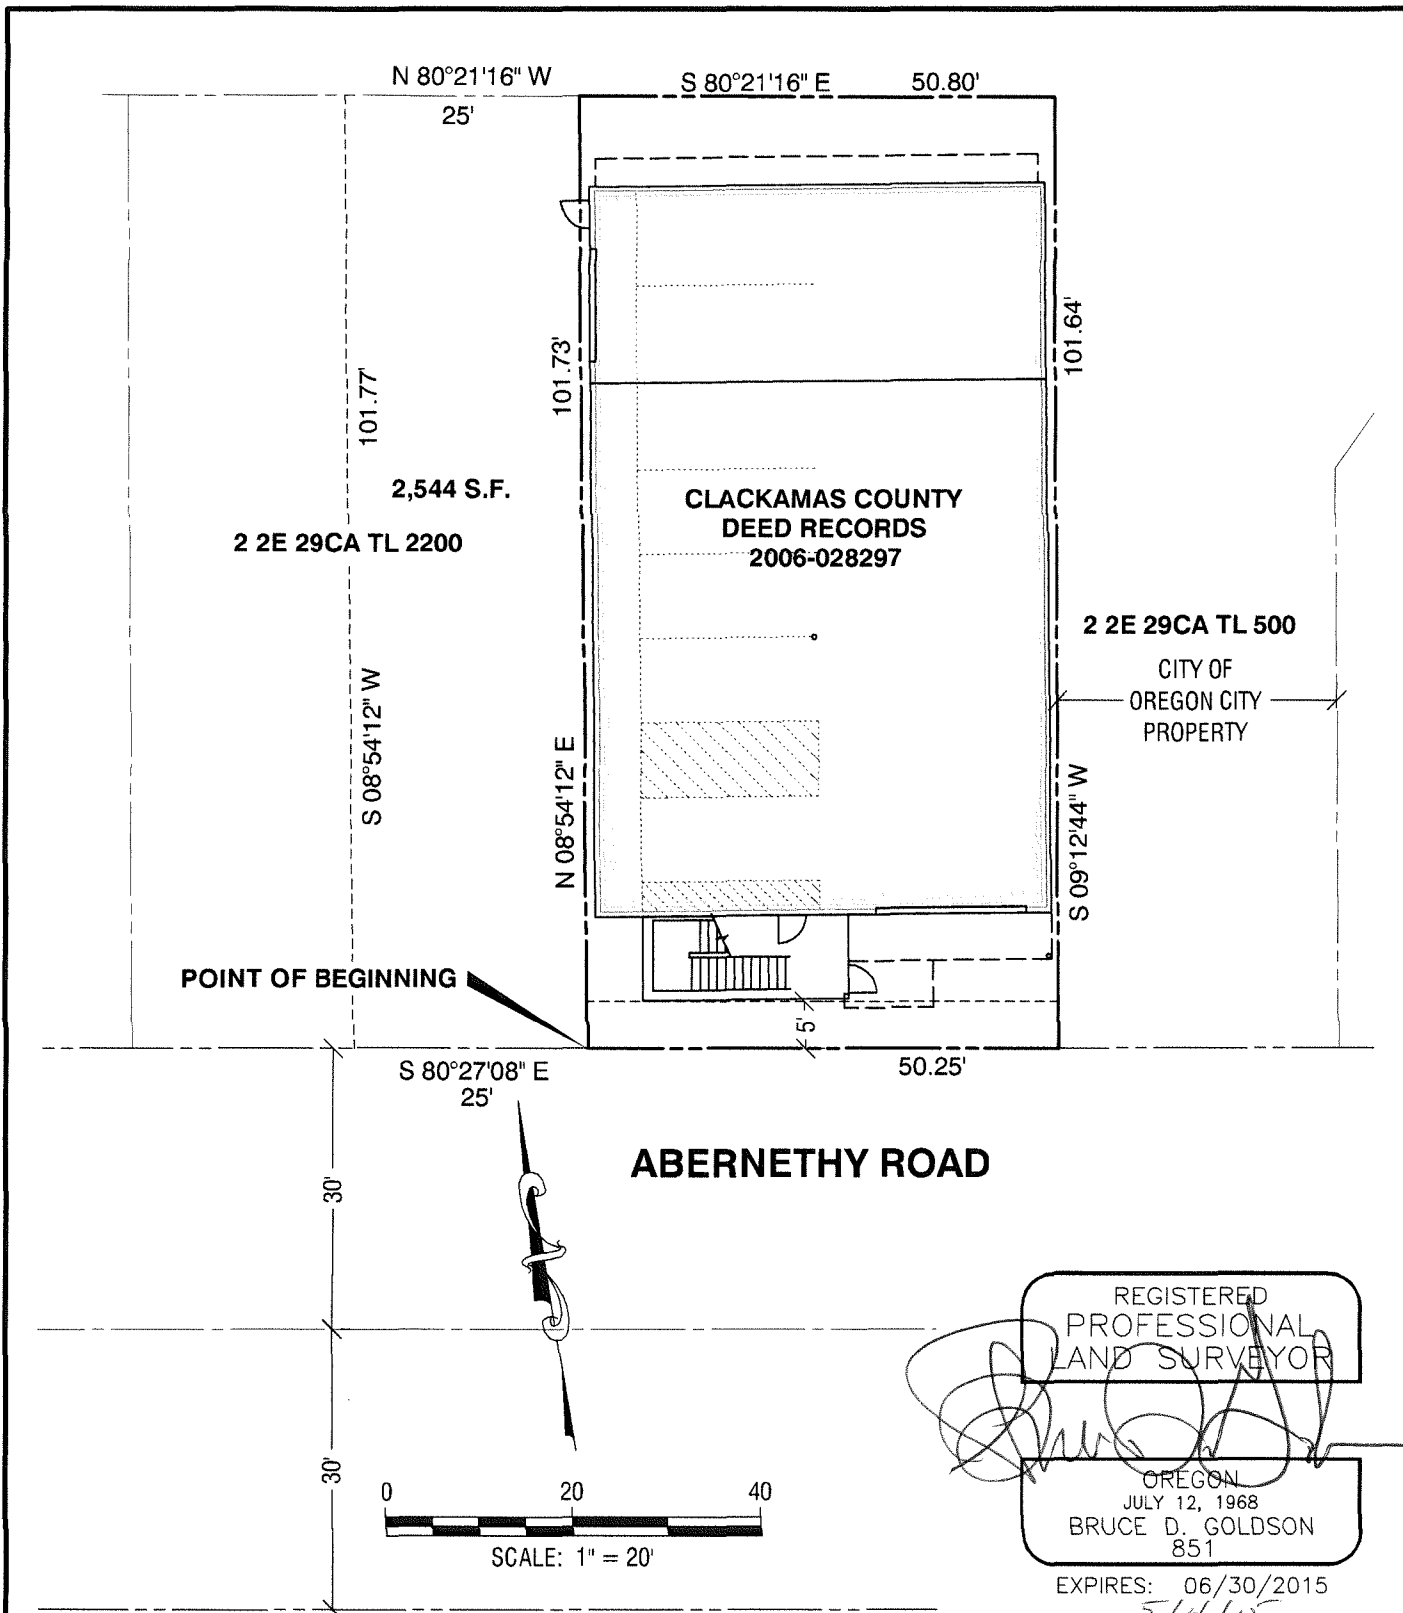 N 80°21'16" W
25'
S 80°21'16" E 50.80'
101.77'
101.73'
101.64'
2,544 S.F.
2 2E 29CA TL 2200
CLACKAMAS COUNTY
DEED RECORDS
2006-028297
2 2E 29CA TL 500
CITY OF
OREGON CITY
PROPERTY
S 08°54'12" W
N 08°54'12" E
S 09°12'44" W
POINT OF BEGINNING
5'
S 80°27'08" E
25'
50.25'
ABERNETHY ROAD
30'
30'
0 20 40
SCALE: 1" = 20'
REGISTERED
PROFESSIONAL
LAND SURVEYOR
OREGON
JULY 12, 1968
BRUCE D. GOLDSON
851
EXPIRES: 06/30/2015